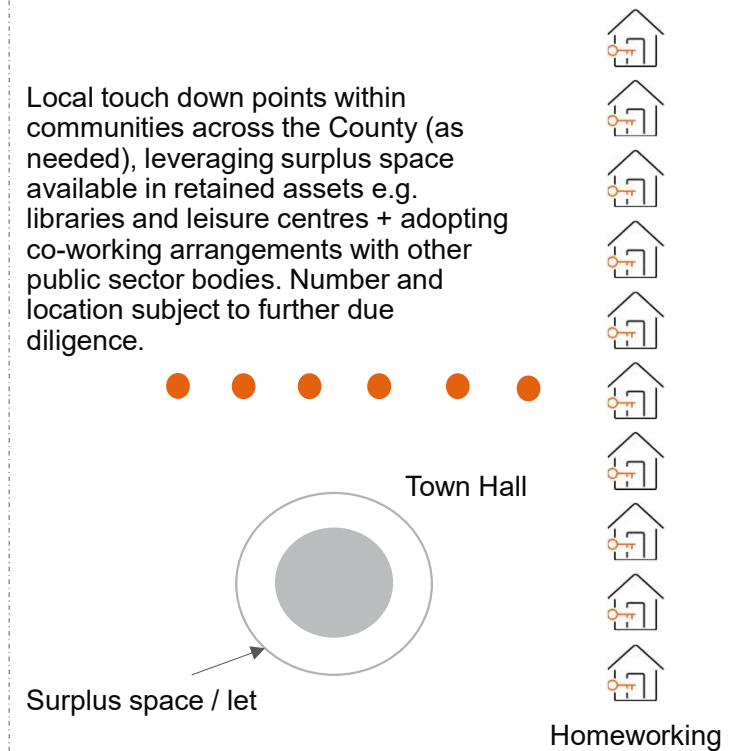 Local touch down points within
communities across the County (as
needed), leveraging surplus space
available in retained assets e.g.
libraries and leisure centres + adopting
co-working arrangements with other
public sector bodies. Number and
location subject to further due
diligence.
Town Hall
Surplus space / let
Homeworking